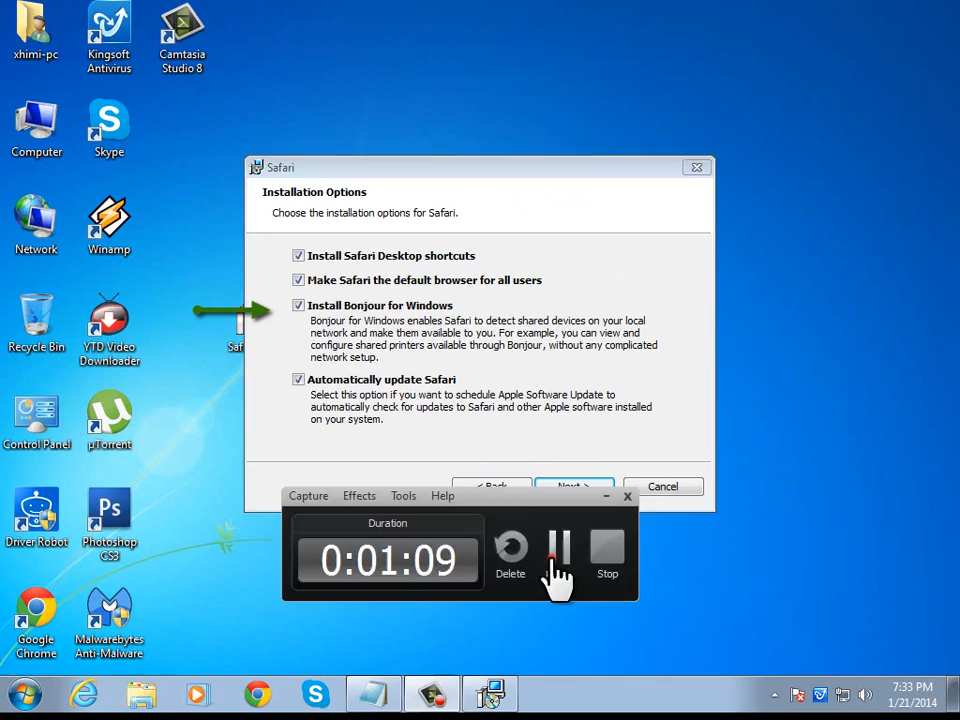 xhimi-pc
Kingsoft
Antivirus
Camtasia
Studio 8
Computer
Skype
Network
Winamp
Recycle Bin
YTD Video
Downloader
Control Panel
µTorrent
Driver Robot
Ps
Photoshop
CS3
Google
Chrome
Malwarebytes
Anti-Malware
Saf
Safari
Installation Options
Choose the installation options for Safari.
Install Safari Desktop shortcuts
Make Safari the default browser for all users
Install Bonjour for Windows
Bonjour for Windows enables Safari to detect shared devices on your local
network and make them available to you. For example, you can view and
configure shared printers available through Bonjour, without any complicated
network setup.
Automatically update Safari
Select this option if you want to schedule Apple Software Update to
automatically check for updates to Safari and other Apple software installed
on your system.
< Back
Next >
Cancel
Capture Effects Tools Help
Duration
0:01:09
Delete
Stop
7:33 PM
1/21/2014